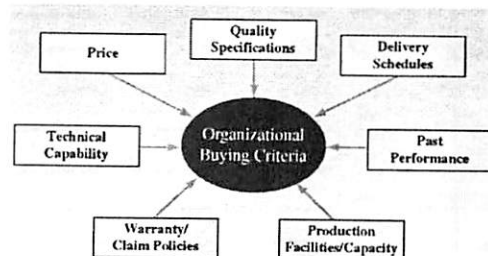 Quality
Specifications
Price
Delivery
Schedules
Technical
Capability
Organizational
Buying Criteria
Past
Performance
Warranty/
Claim Policies
Production
Facilities/Capacity